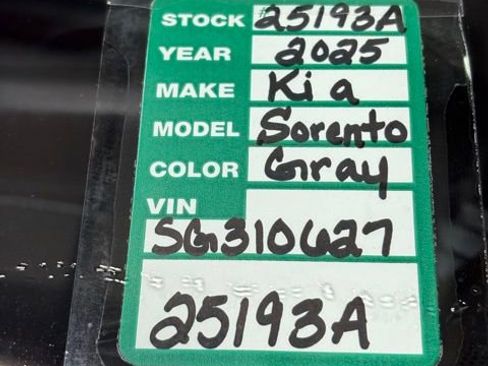 STOCK #25193A
YEAR 2025
MAKE Kia
MODEL Sorento
COLOR Gray
VIN
SG310627
25193A